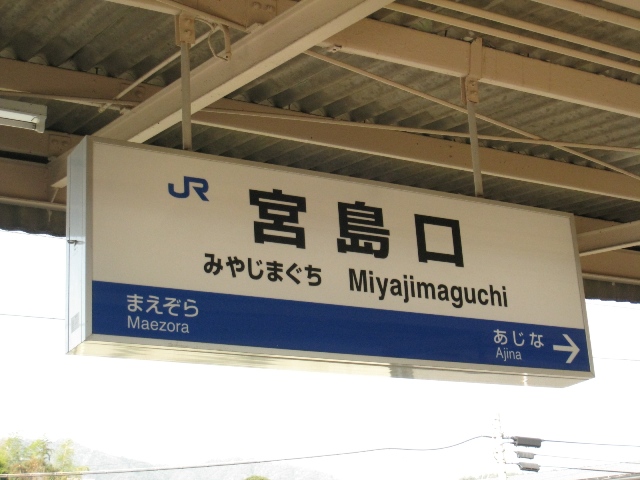 JR
宮島口
みやじまぐち Miyajimaguchi
まえぞら
Maezora
あじな
Ajina